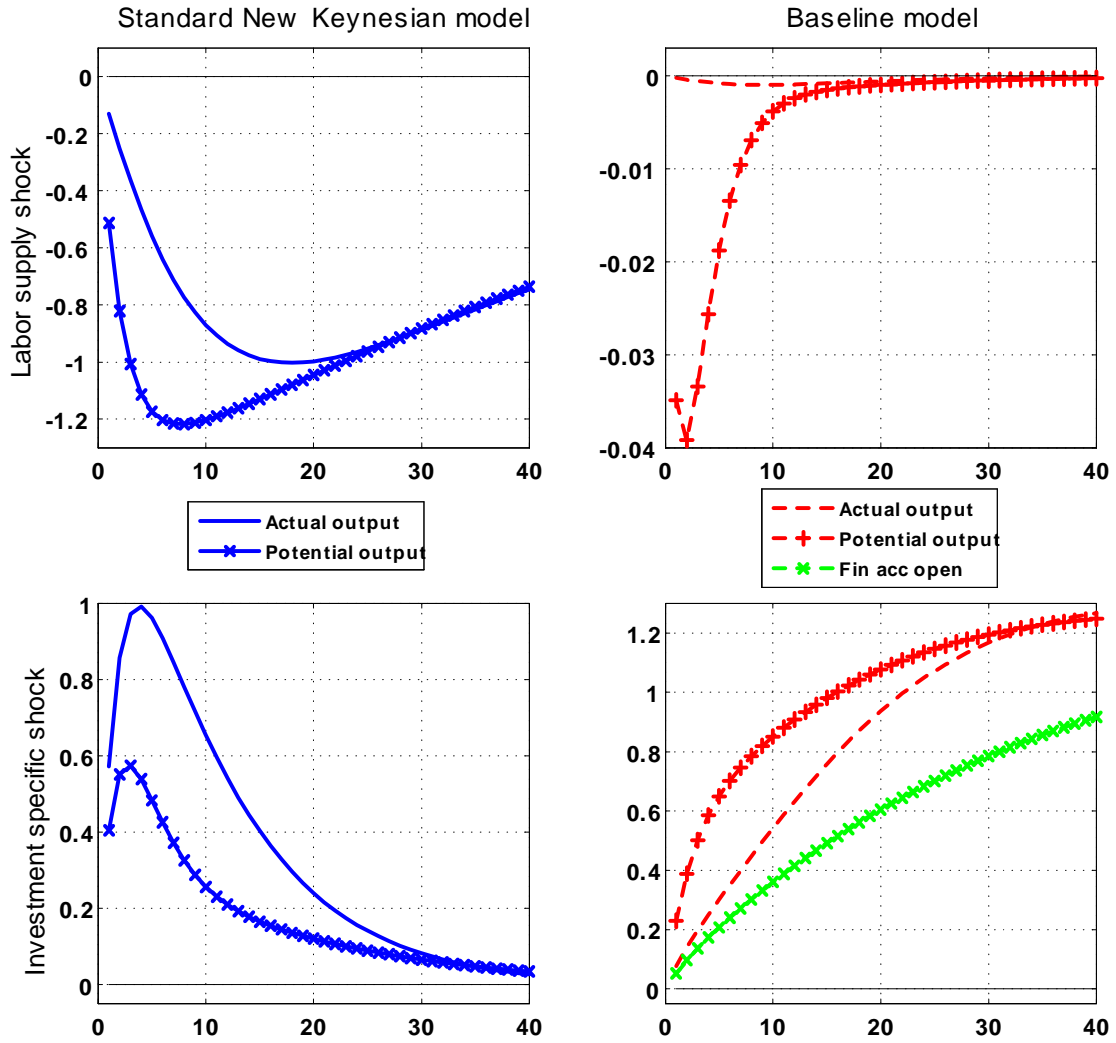 Standard New Keynesian model
Baseline model
Labor supply shock
0
-0.2
-0.4
-0.6
-0.8
-1
-1.2
0 10 20 30 40
0
-0.01
-0.02
-0.03
-0.04
0 10 20 30 40
Actual output
Potential output
Actual output
Potential output
Fin acc open
Investment specific shock
1
0.8
0.6
0.4
0.2
0
0 10 20 30 40
1.2
1
0.8
0.6
0.4
0.2
0
0 10 20 30 40